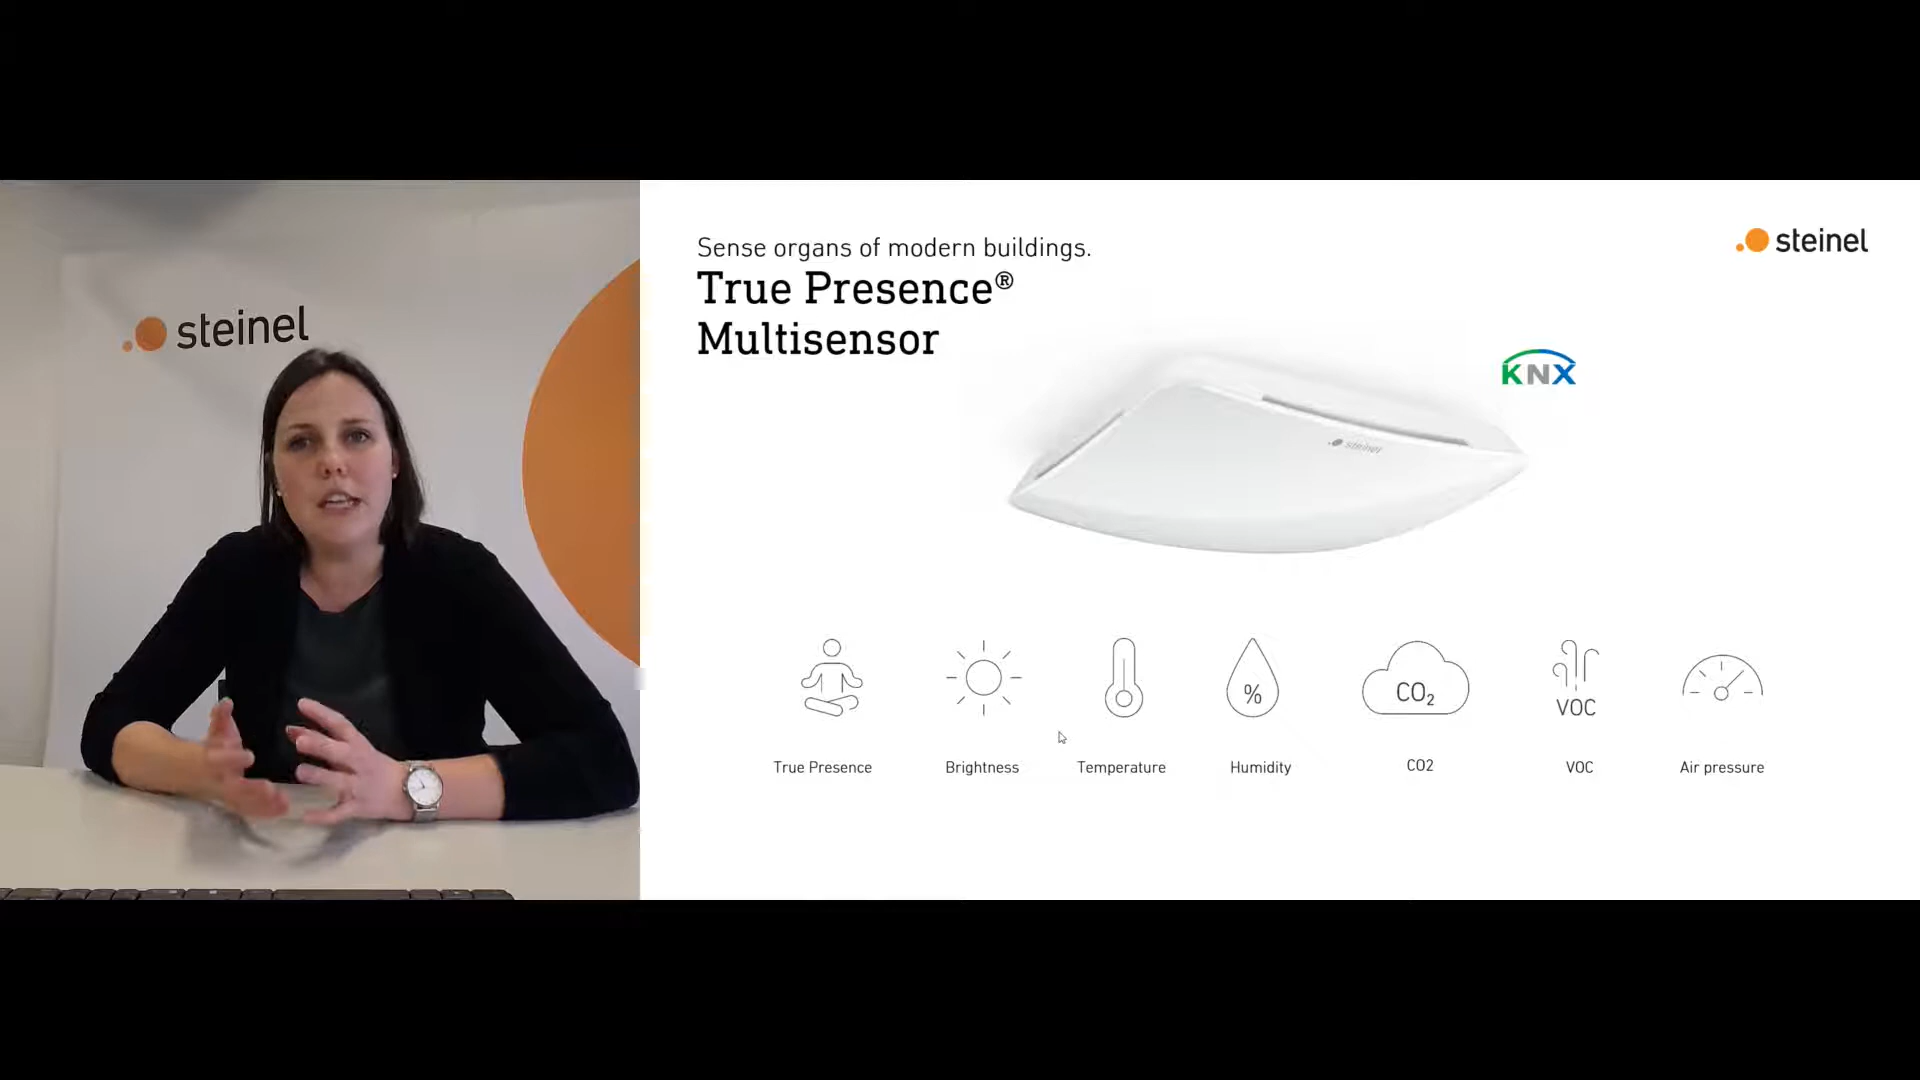 steinel
Sense organs of modern buildings.
True Presence®
Multisensor
steinel
KNX
steinel
%
CO₂
VOC
True Presence
Brightness
Temperature
Humidity
CO2
VOC
Air pressure